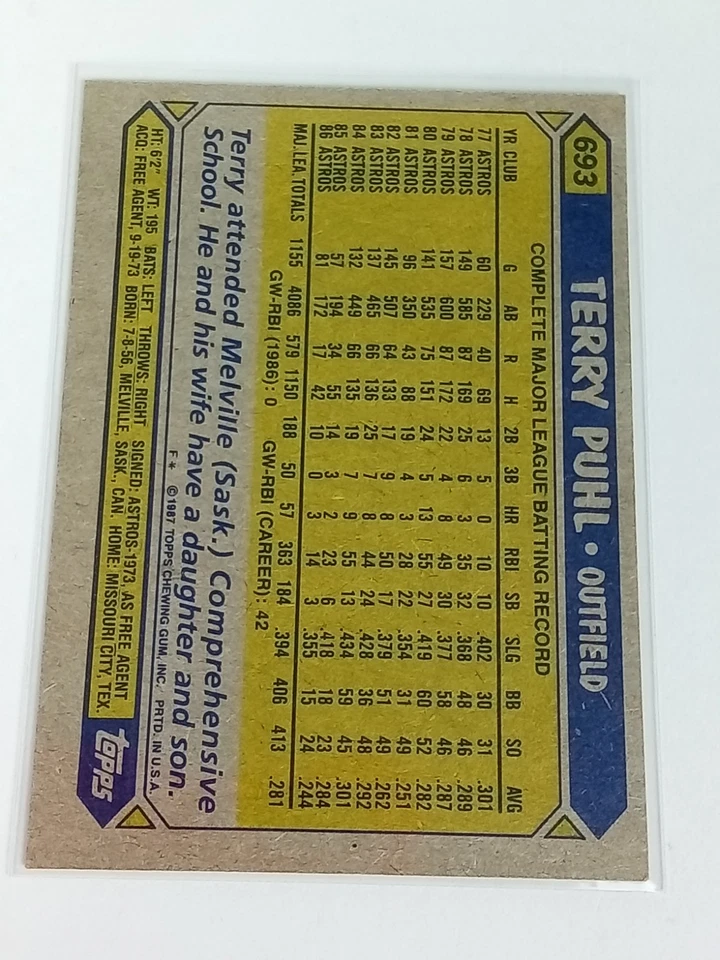 693 TERRY PUHL • OUTFIELD
COMPLETE MAJOR LEAGUE BATTING RECORD
YR CLUB G AB R H 2B 3B HR RBI SB SLG BB SO AVG
77 ASTROS 60 229 40 69 13 5 0 10 10 .402 30 31 .301
78 ASTROS 149 585 87 169 25 6 3 35 32 .368 48 46 .289
79 ASTROS 157 600 87 172 22 4 8 49 30 .377 58 46 .287
80 ASTROS 141 535 75 151 24 5 13 55 27 .419 60 52 .282
81 ASTROS 96 350 43 88 19 4 3 28 22 .354 31 49 .251
82 ASTROS 145 507 64 133 17 9 8 50 17 .379 51 49 .262
83 ASTROS 137 465 66 136 25 7 8 44 24 .428 36 48 .292
84 ASTROS 132 449 66 135 19 7 9 55 13 .434 59 45 .301
85 ASTROS 57 194 34 55 14 3 2 23 6 .418 18 23 .284
86 ASTROS 81 172 17 42 10 0 3 14 3 .355 15 24 .244
MAJ. LEA. TOTALS 1155 4086 579 1150 188 50 57 363 184 .394 406 413 .281
GW-RBI (1986): 0 GW-RBI (CAREER): 42
Terry attended Melville (Sask.) Comprehensive
School. He and his wife have a daughter and son.
F* ©1987 TOPPS CHEWING GUM, INC. PRTD. IN U.S.A.
HT: 6'2" WT: 195 BATS: LEFT THROWS: RIGHT SIGNED: ASTROS-1973, AS FREE AGENT
ACQ: FREE AGENT, 9-19-73 BORN: 7-8-56, MELVILLE, SASK., CAN. HOME: MISSOURI CITY, TEX.
topps